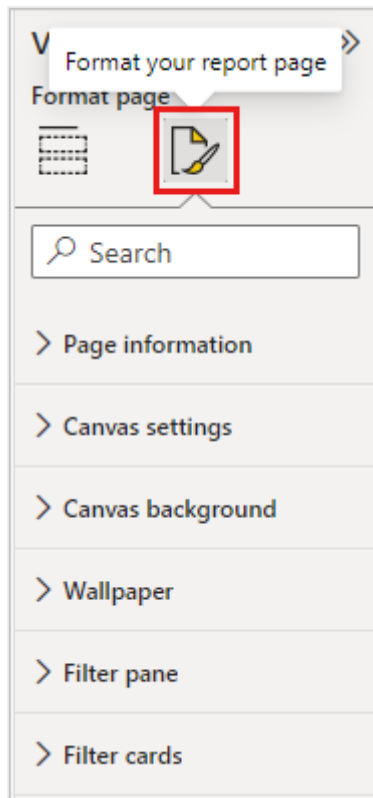 V
Format your report page
Format page
Search
Page information
Canvas settings
Canvas background
Wallpaper
Filter pane
Filter cards